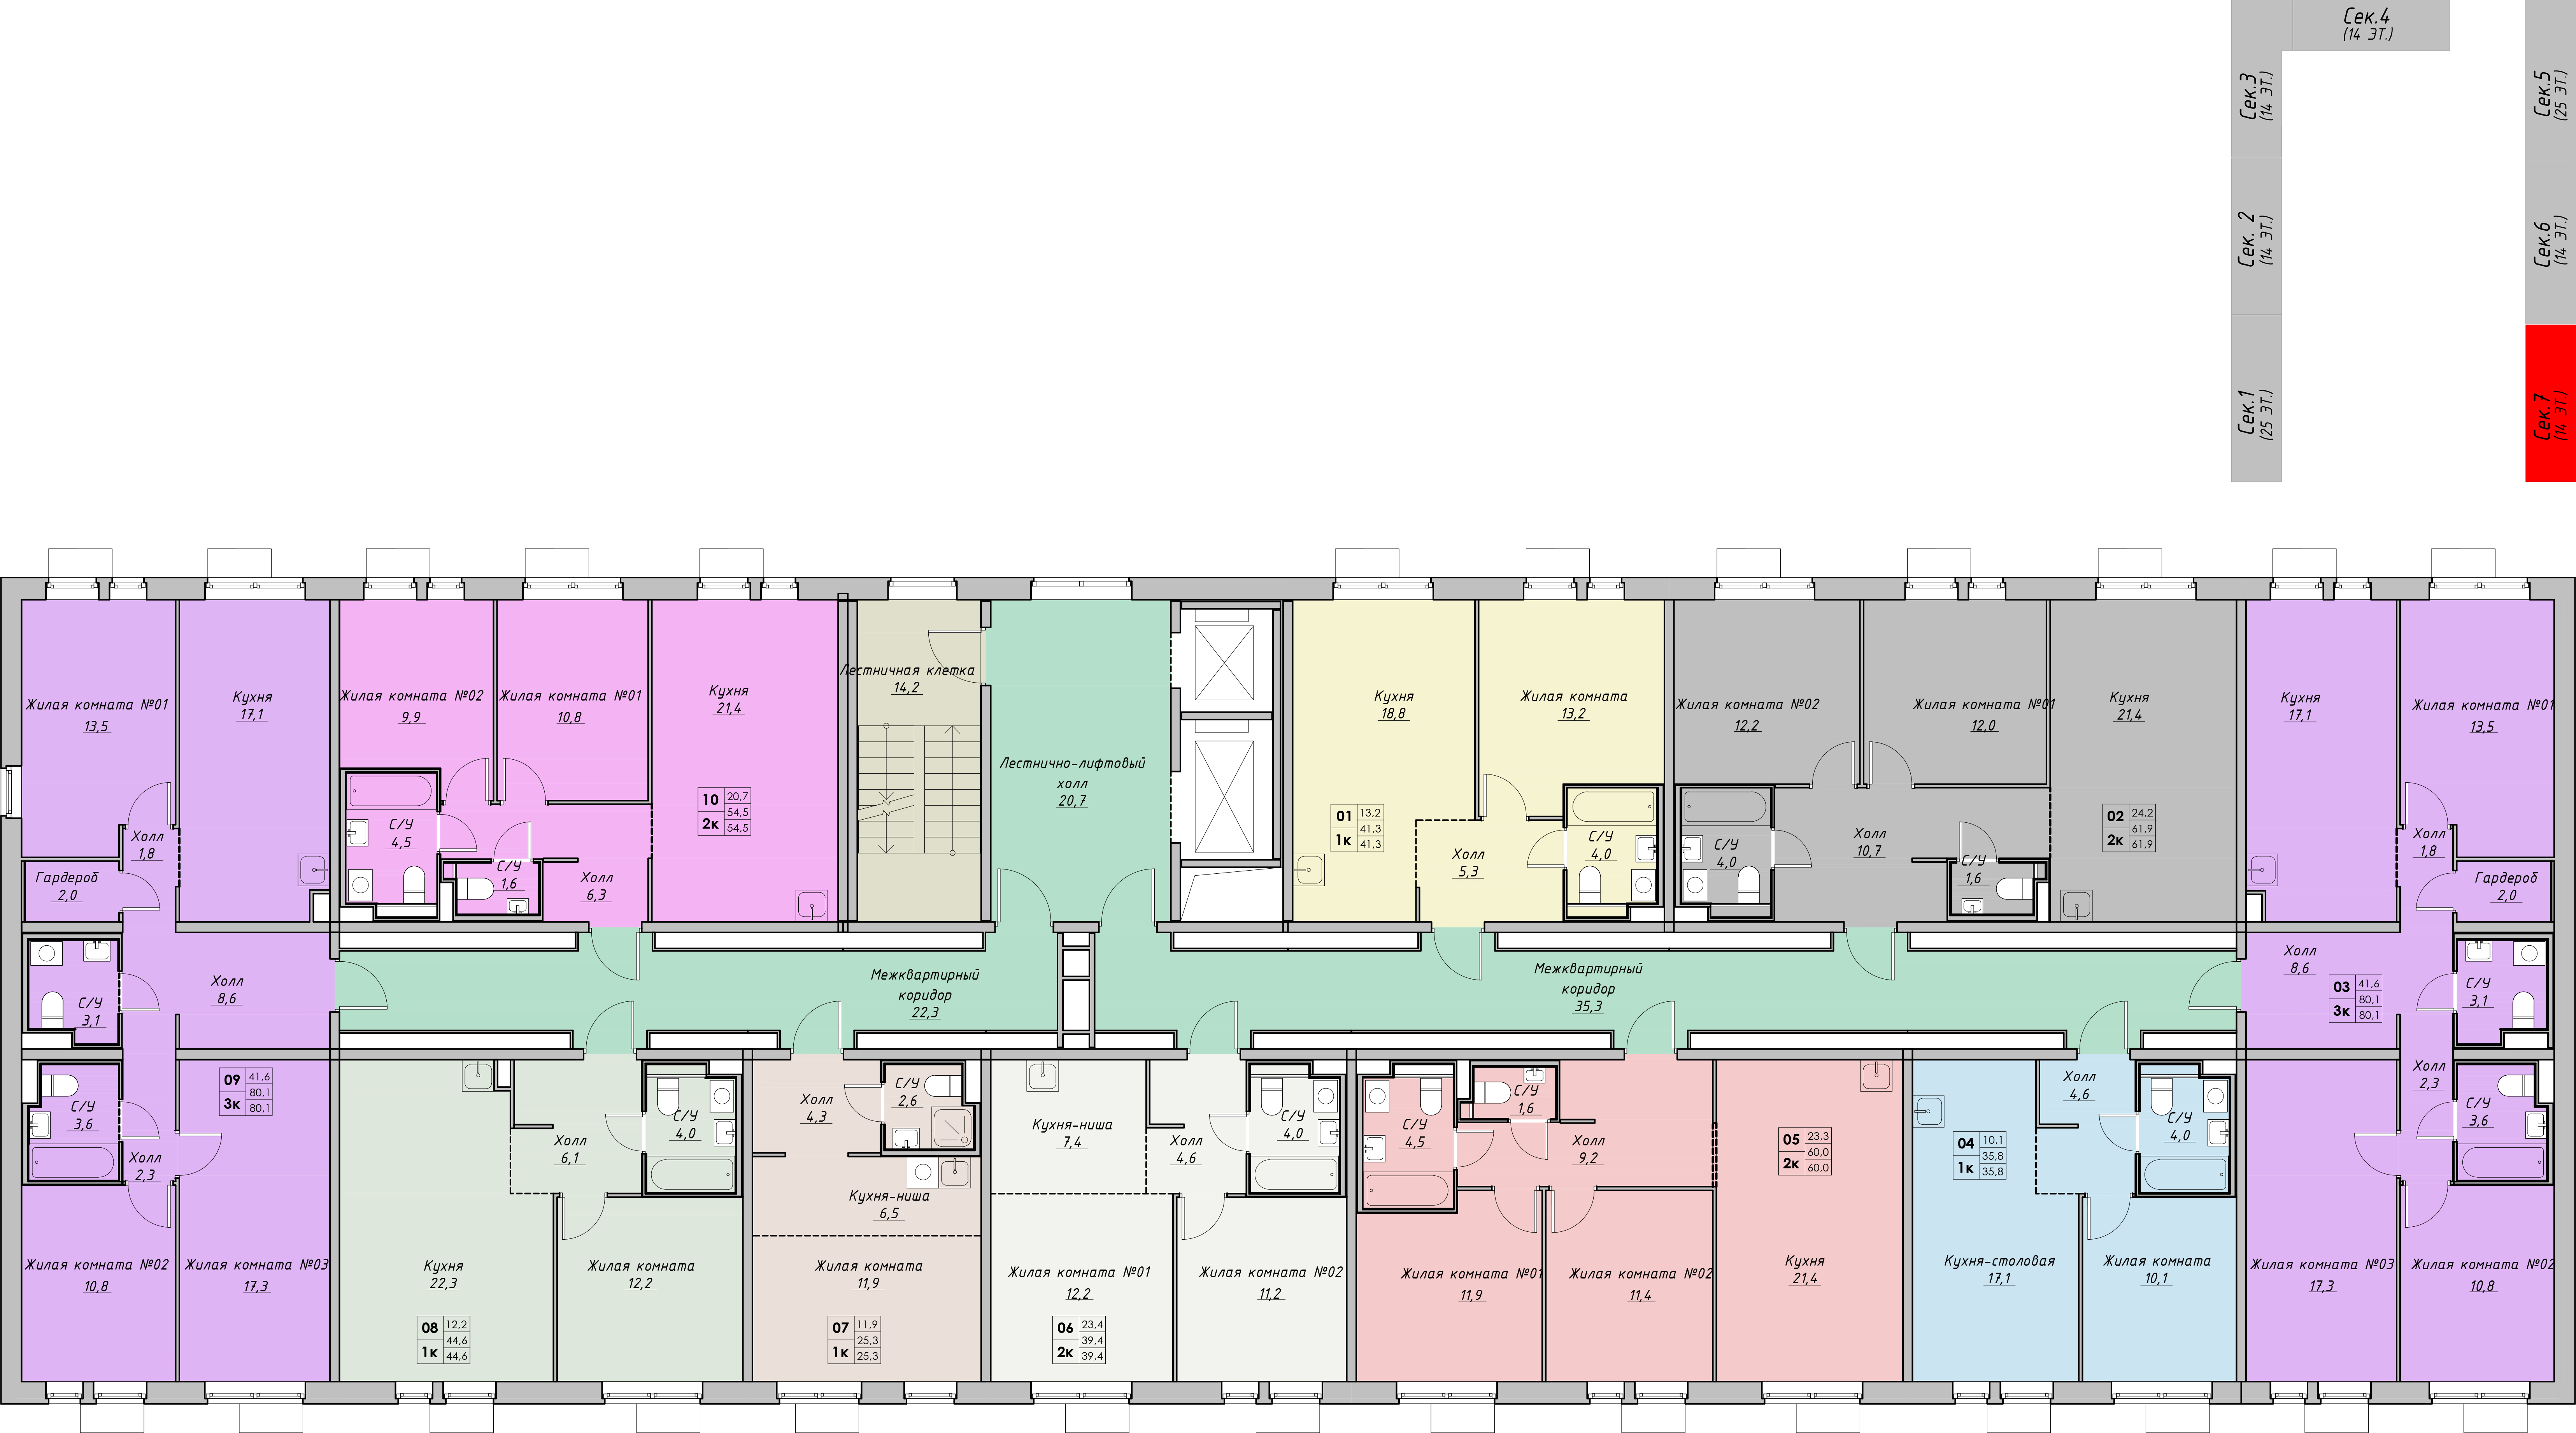 Сек.4
(14 ЭТ.)
Сек.3
(14 ЭТ.)
Сек. 2
(14 ЭТ.)
Сек.1
(25 ЭТ.)
Сек.5
(25 ЭТ.)
Сек.6
(14 ЭТ.)
Сек.7
(14 ЭТ.)
Жилая комната №01
13,5
Кухня
17,1
Холл
1,8
Гардероб
2,0
С/У
3,1
Холл
8,6
С/У
3,6
Холл
2,3
09 41,6
80,1
3к 80,1
Жилая комната №02
10,8
Жилая комната №03
17,3
Жилая комната №02
9,9
Жилая комната №01
10,8
Кухня
21,4
С/У
4,5
С/У
1,6
Холл
6,3
10 20,7
54,5
2к 54,5
Лестничная клетка
14,2
Лестнично-лифтовый
холл
20,7
Межквартирный
коридор
22,3
Межквартирный
коридор
35,3
Кухня
18,8
Жилая комната
13,2
01 13,2
41,3
1к 41,3
Холл
5,3
С/У
4,0
Жилая комната №02
12,2
Жилая комната №01
12,0
Кухня
21,4
С/У
4,0
Холл
10,7
С/У
1,6
02 24,2
61,9
2к 61,9
Кухня
17,1
Жилая комната №01
13,5
Холл
1,8
Гардероб
2,0
Холл
8,6
03 41,6
80,1
3к 80,1
С/У
3,1
Холл
2,3
С/У
3,6
Жилая комната №03
17,3
Жилая комната №02
10,8
Холл
6,1
С/У
4,0
Кухня
22,3
Жилая комната
12,2
08 12,2
44,6
1к 44,6
Холл
4,3
С/У
2,6
Кухня-ниша
6,5
Жилая комната
11,9
07 11,9
25,3
1к 25,3
Кухня-ниша
7,4
Холл
4,6
С/У
4,0
Жилая комната №01
12,2
Жилая комната №02
11,2
06 23,4
39,4
2к 39,4
С/У
4,5
С/У
1,6
Холл
9,2
05 23,3
60,0
2к 60,0
Жилая комната №01
11,9
Жилая комната №02
11,4
Кухня
21,4
Холл
4,6
С/У
4,0
04 10,1
35,8
1к 35,8
Кухня-столовая
17,1
Жилая комната
10,1